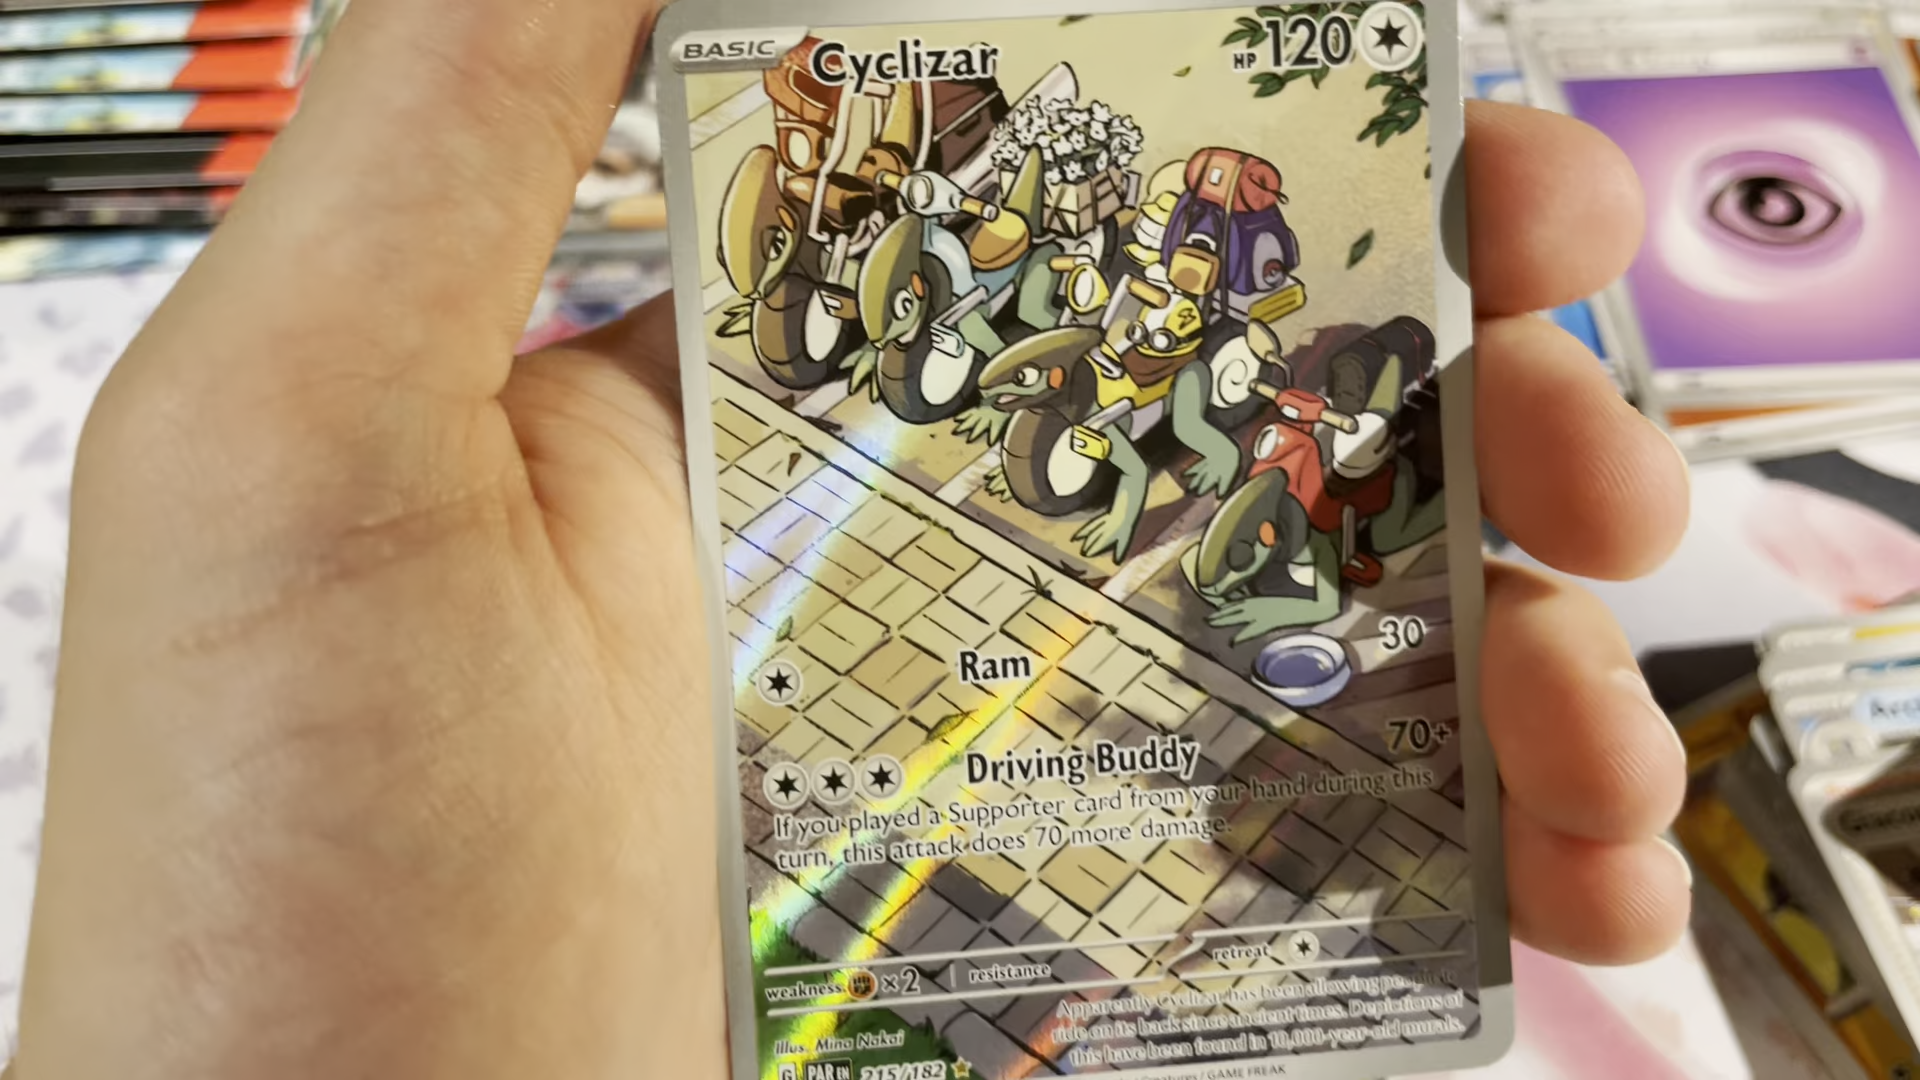 BASIC Cyclizar HP 120
Ram 30
Driving Buddy 70+
If you played a Supporter card from your hand during this
turn, this attack does 70 more damage.
weakness ×2 resistance retreat
Apparently Cyclizar has been allowing people to
ride on its back since ancient times. Depictions of
this have been found in 10,000-year-old murals.
Illus. Mina Nakai
G PAR EN 215/182
Creatures / GAME FREAK